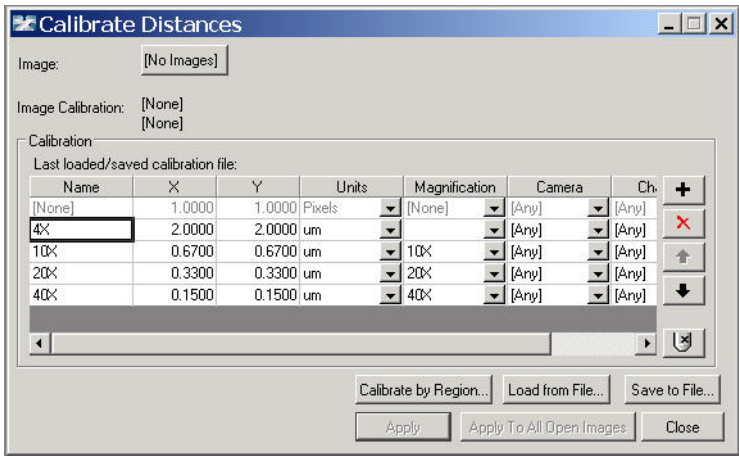 Calibrate Distances
Image: [No Images]
Image Calibration: [None]
[None]
Calibration
Last loaded/saved calibration file:
Name X Y Units Magnification Camera Ch
[None] 1.0000 1.0000 Pixels [None] [Any] [Any]
4X 2.0000 2.0000 um [Any] [Any]
10X 0.6700 0.6700 um 10X [Any] [Any]
20X 0.3300 0.3300 um 20X [Any] [Any]
40X 0.1500 0.1500 um 40X [Any] [Any]
Calibrate by Region... Load from File... Save to File...
Apply Apply To All Open Images Close